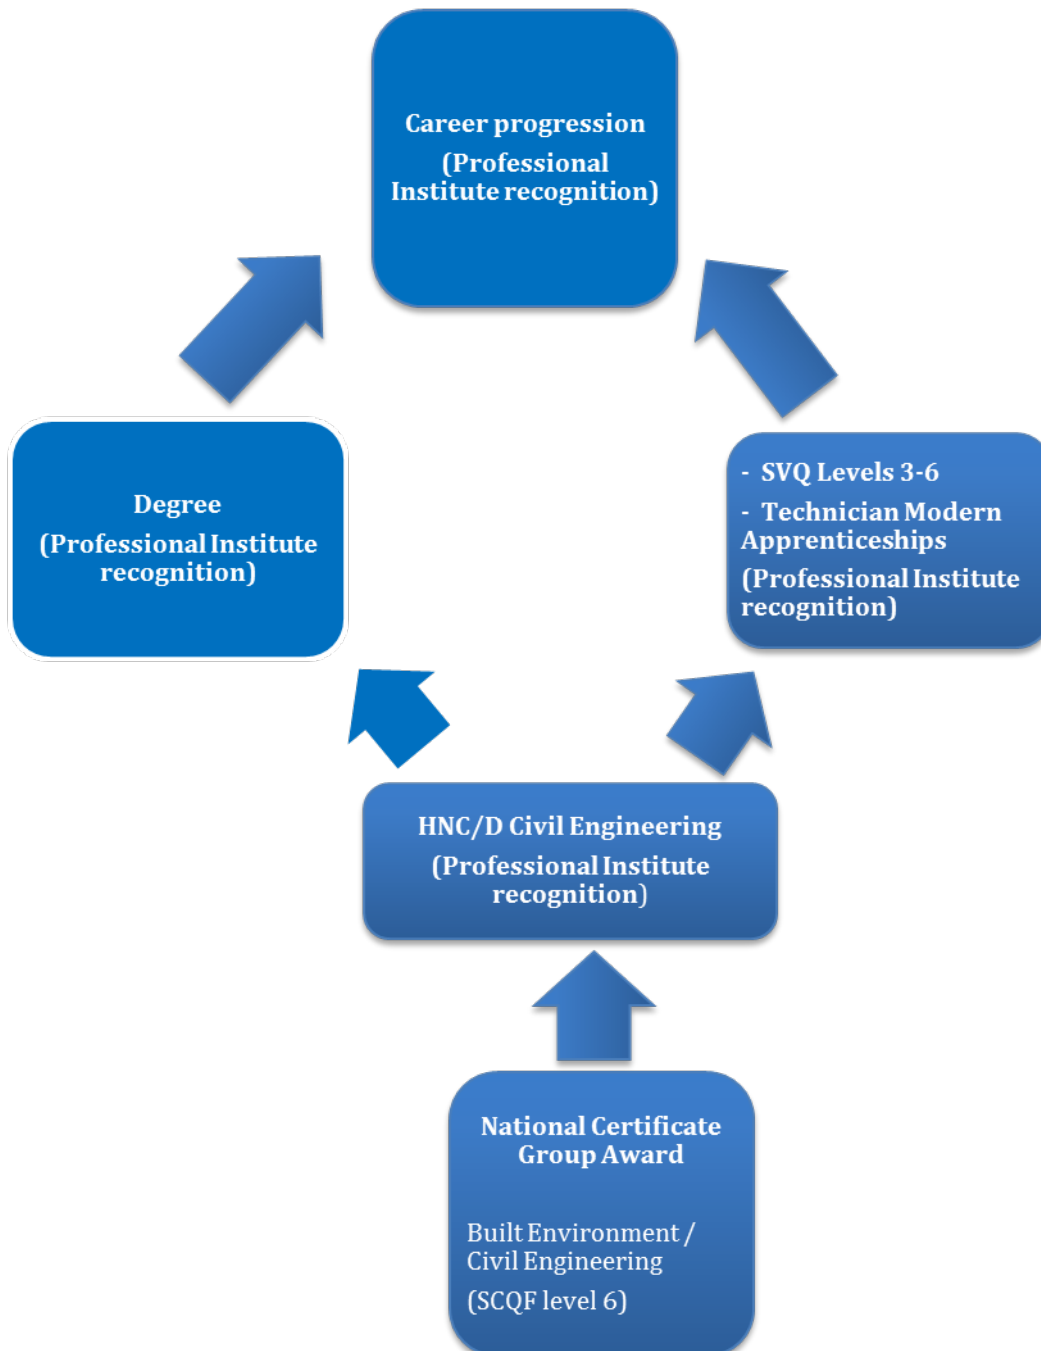 Career progression
(Professional
Institute recognition)
Degree
(Professional Institute
recognition)
- SVQ Levels 3-6
- Technician Modern
Apprenticeships
(Professional Institute
recognition)
HNC/D Civil Engineering
(Professional Institute
recognition)
National Certificate
Group Award
Built Environment /
Civil Engineering
(SCQF level 6)